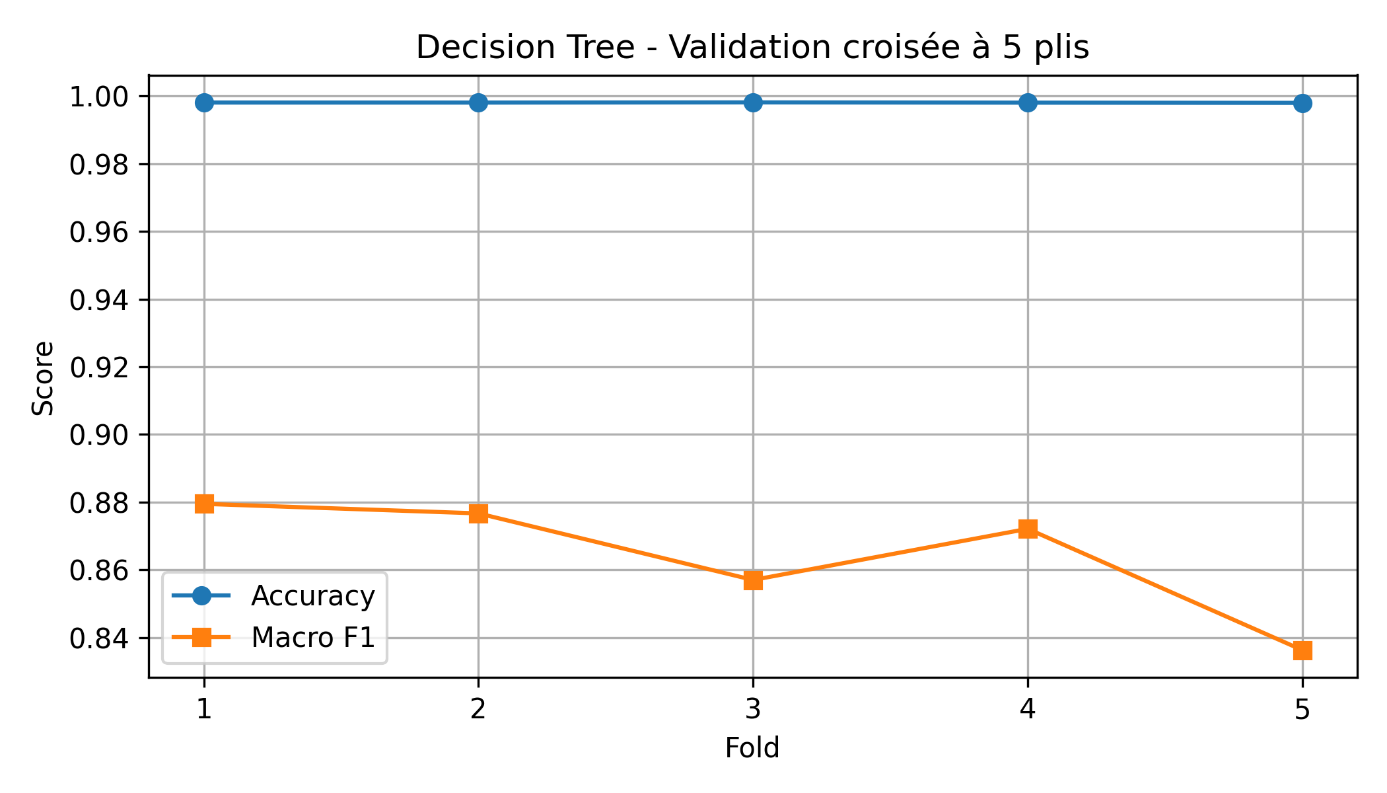 Decision Tree - Validation croisée à 5 plis
1.00
0.98
0.96
0.94
0.92
0.90
0.88
0.86
0.84
Score
Accuracy
Macro F1
1 2 3 4 5
Fold